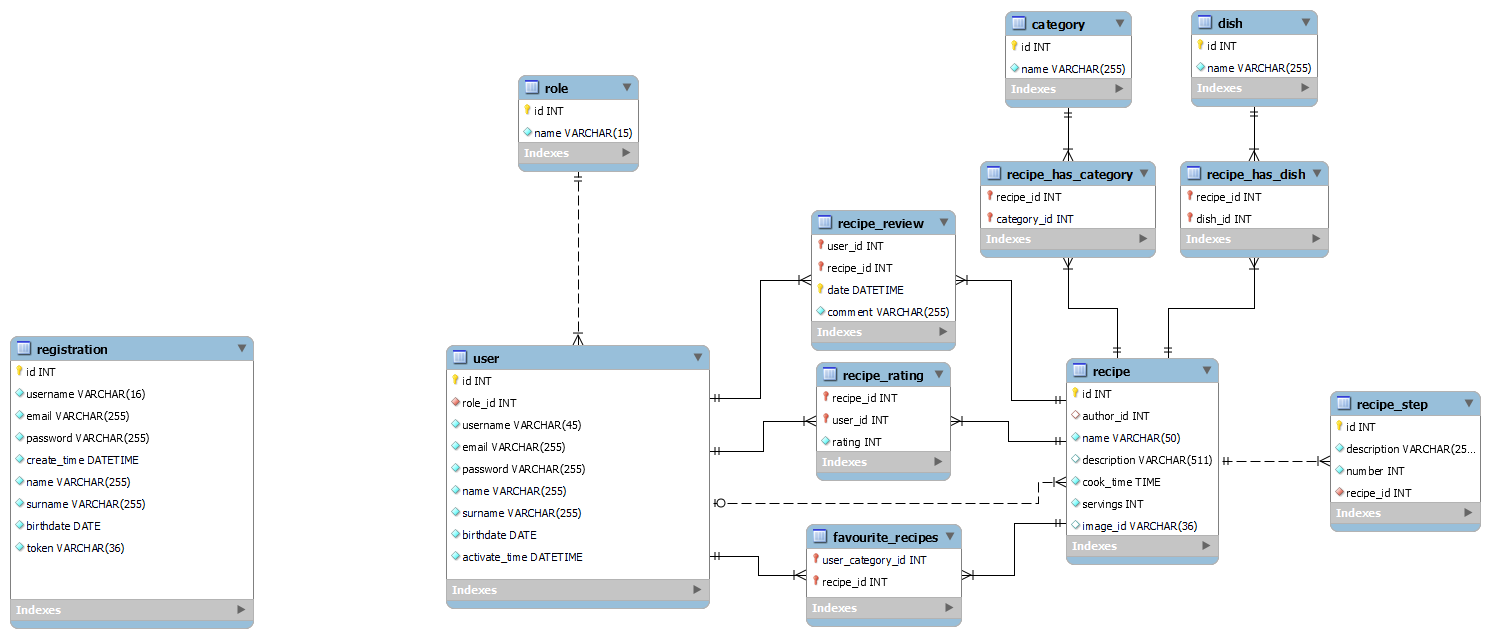 category
id INT
name VARCHAR(255)
Indexes
dish
id INT
name VARCHAR(255)
Indexes
role
id INT
name VARCHAR(15)
Indexes
recipe_has_category
recipe_id INT
category_id INT
Indexes
recipe_has_dish
recipe_id INT
dish_id INT
Indexes
recipe_review
user_id INT
recipe_id INT
date DATETIME
comment VARCHAR(255)
Indexes
registration
id INT
username VARCHAR(16)
email VARCHAR(255)
password VARCHAR(255)
create_time DATETIME
name VARCHAR(255)
surname VARCHAR(255)
birthdate DATE
token VARCHAR(36)
Indexes
user
id INT
role_id INT
username VARCHAR(45)
email VARCHAR(255)
password VARCHAR(255)
name VARCHAR(255)
surname VARCHAR(255)
birthdate DATE
activate_time DATETIME
Indexes
recipe_rating
recipe_id INT
user_id INT
rating INT
Indexes
recipe
id INT
author_id INT
name VARCHAR(50)
description VARCHAR(511)
cook_time TIME
servings INT
image_id VARCHAR(36)
Indexes
recipe_step
id INT
description VARCHAR(25...
number INT
recipe_id INT
Indexes
favourite_recipes
user_category_id INT
recipe_id INT
Indexes